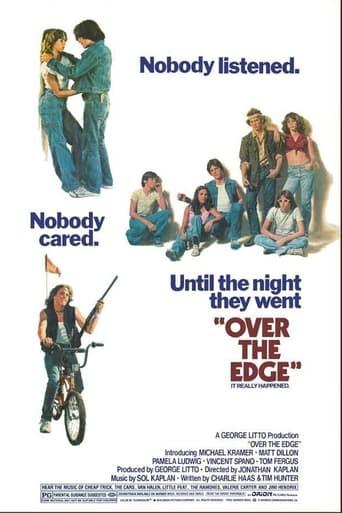 Nobody listened.
Nobody
cared.
Until the night
they went
"OVER
THE
EDGE"
IT REALLY HAPPENED.
A GEORGE LITTO Production
"OVER THE EDGE"
Introducing MICHAEL KRAMER · MATT DILLON
PAMELA LUDWIG · VINCENT SPANO · TOM FERGUS
Produced by GEORGE LITTO · Directed by JONATHAN KAPLAN
Music by SOL KAPLAN · Written by CHARLIE HAAS & TIM HUNTER
HEAR THE MUSIC OF CHEAP TRICK, THE CARS, VAN HALEN, LITTLE FEAT, THE RAMONES, VALERIE CARTER AND JIMI HENDRIX
PG PARENTAL GUIDANCE SUGGESTED
ORION